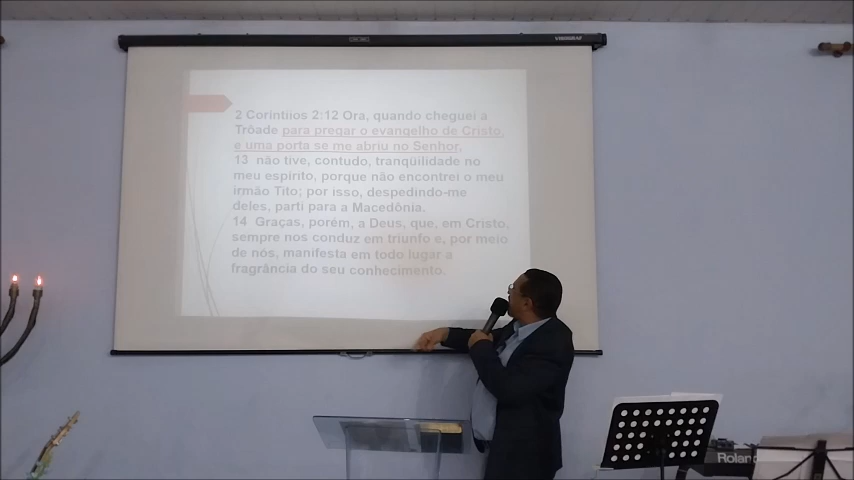 VISOGRAF
2 Coríntiios 2:12 Ora, quando cheguei a
Trôade para pregar o evangelho de Cristo,
e uma porta se me abriu no Senhor,
13 não tive, contudo, tranqüilidade no
meu espírito, porque não encontrei o meu
irmão Tito; por isso, despedindo-me
deles, parti para a Macedônia.
14 Graças, porém, a Deus, que, em Cristo,
sempre nos conduz em triunfo e, por meio
de nós, manifesta em todo lugar a
fragrância do seu conhecimento.
Roland